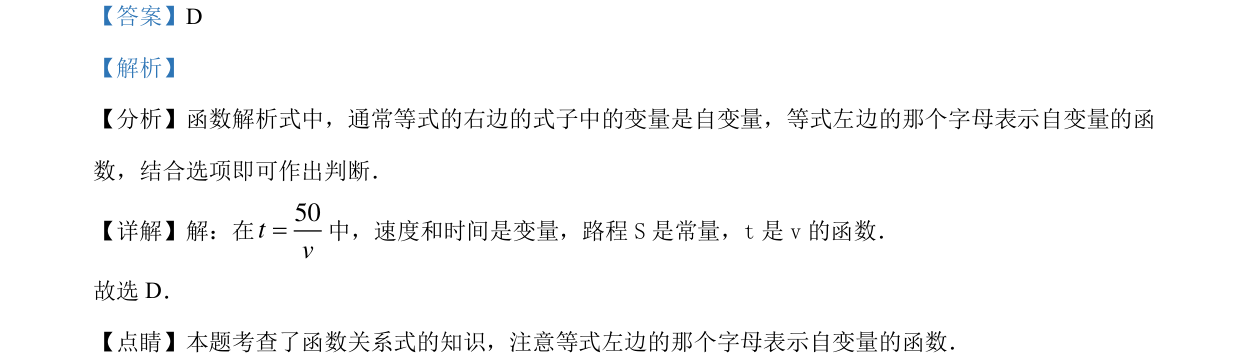 【答案】D
【解析】
【分析】函数解析式中，通常等式的右边的式子中的变量是自变量，等式左边的那个字母表示自变量的函
数，结合选项即可作出判断．
【详解】解：在 t = 50/v 中，速度和时间是变量，路程 S 是常量，t 是 v 的函数．
故选 D．
【点睛】本题考查了函数关系式的知识，注意等式左边的那个字母表示自变量的函数．